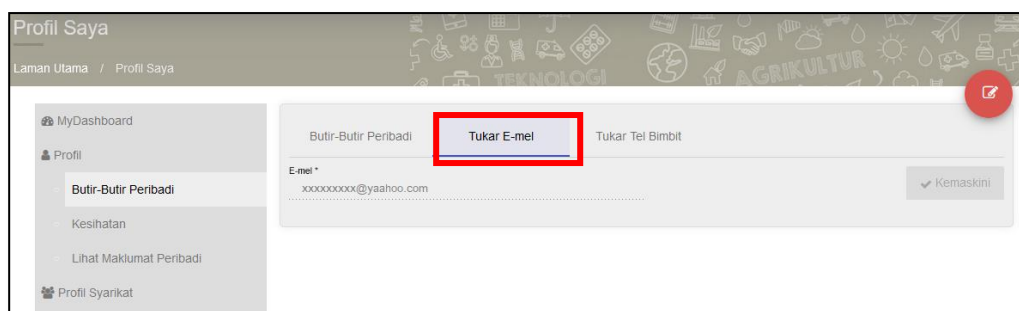 Profil Saya
Laman Utama / Profil Saya
TEKNOLOGI
AGRIKULTUR
MyDashboard
Profil
Butir-Butir Peribadi
Kesihatan
Lihat Maklumat Peribadi
Profil Syarikat
Butir-Butir Peribadi Tukar E-mel Tukar Tel Bimbit
E-mel *
xxxxxxxxx@yaahoo.com
Kemaskini